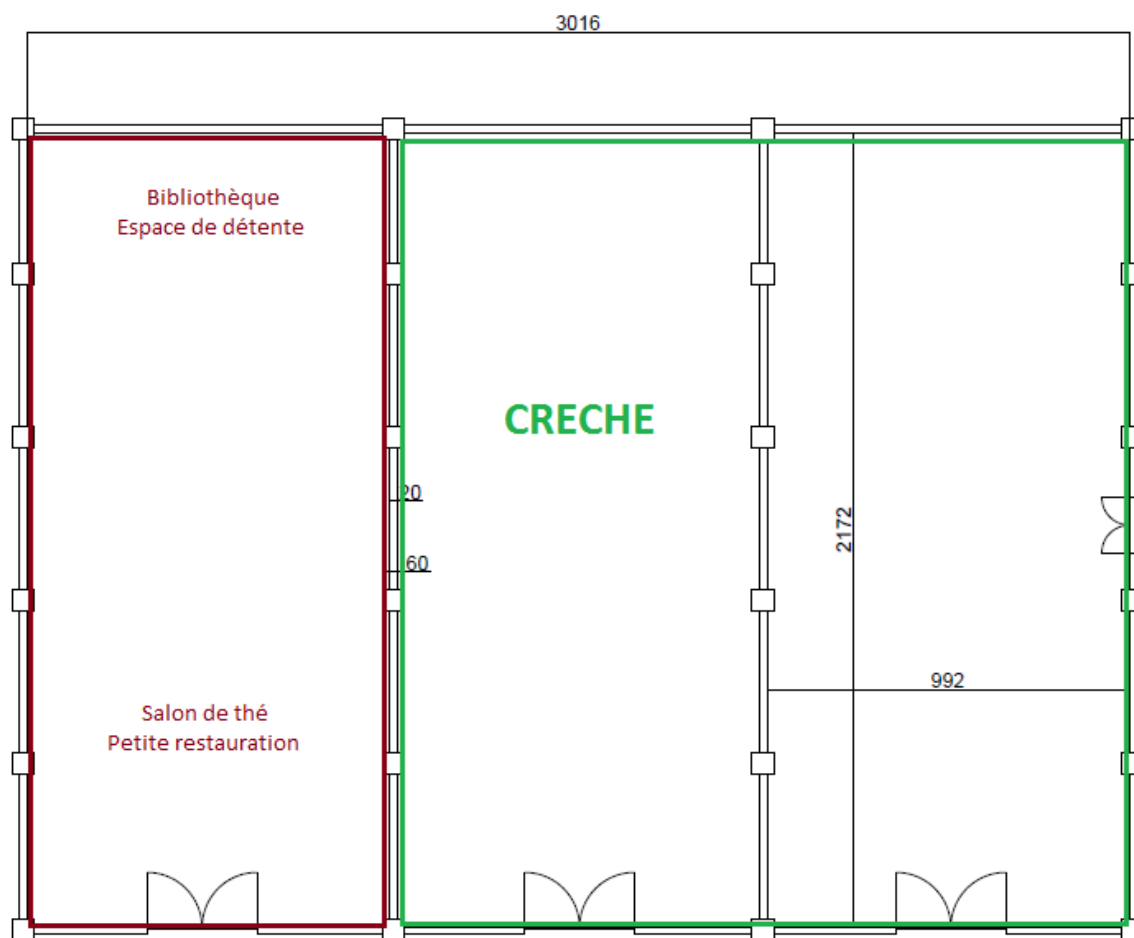 3016
Bibliothèque
Espace de détente
CRECHE
20
60
2172
992
Salon de thé
Petite restauration